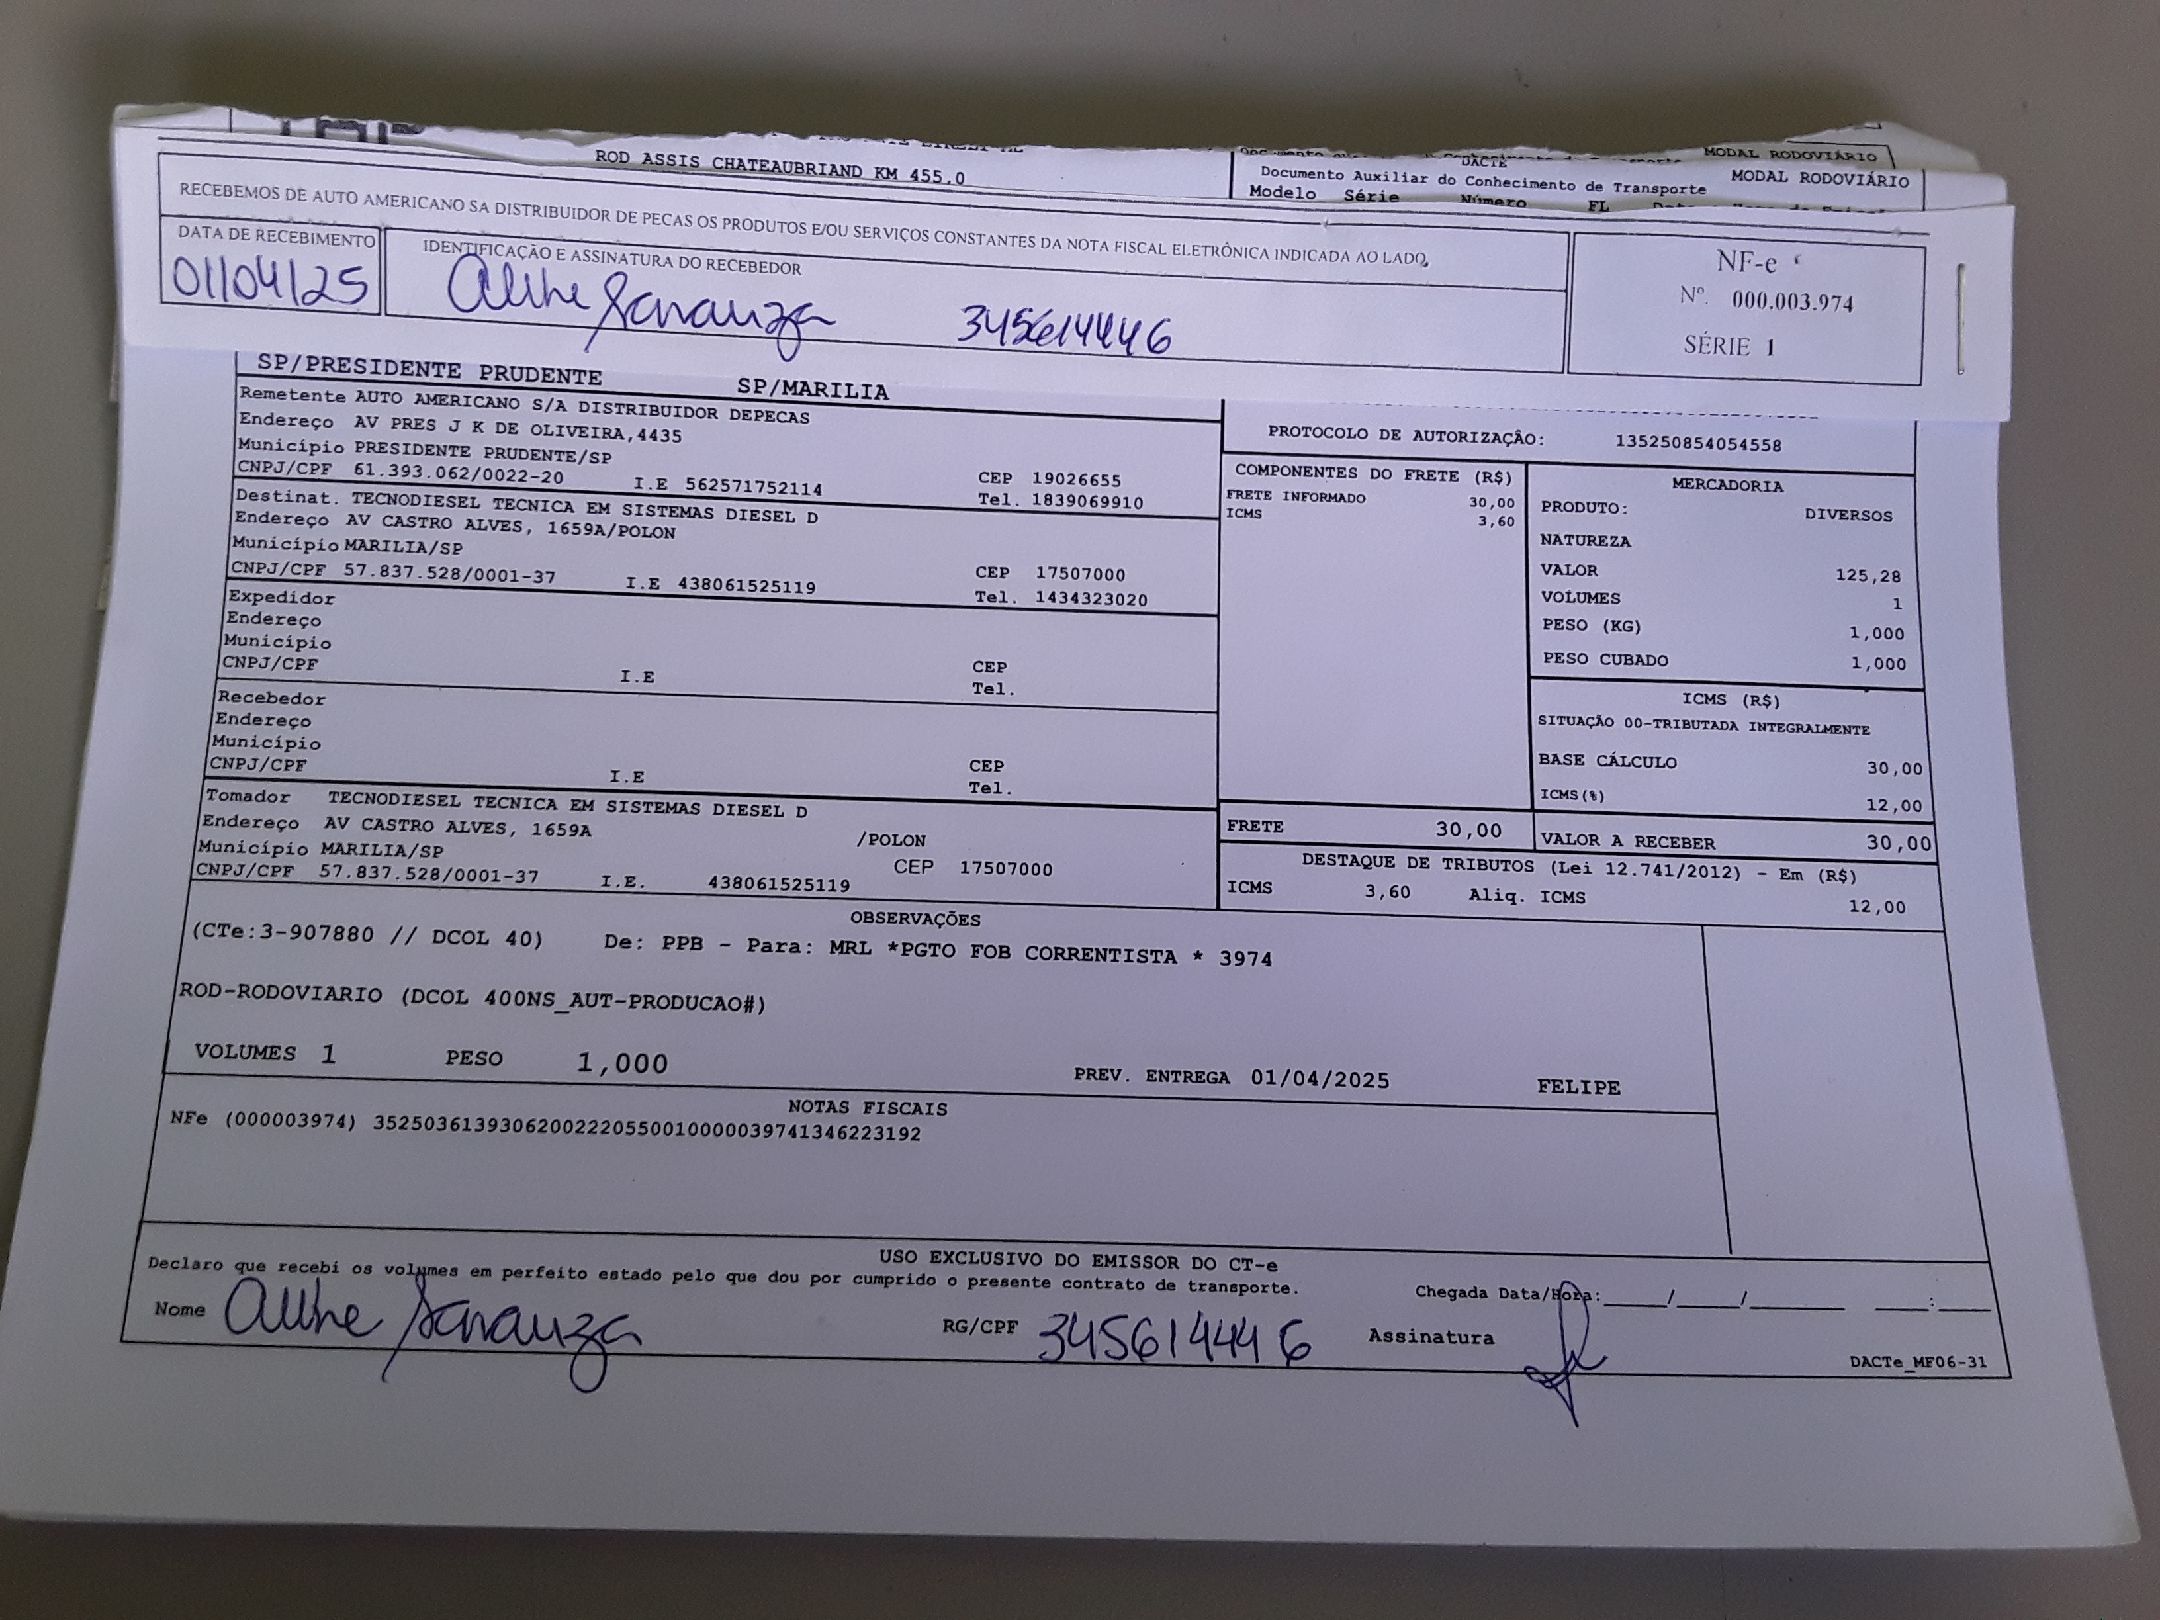 ROD ASSIS CHATEAUBRIAND KM 455,0
MODAL RODOVIÁRIO
DACTE
Documento Auxiliar do Conhecimento de Transporte
MODAL RODOVIÁRIO
Modelo Série Número FL
RECEBEMOS DE AUTO AMERICANO SA DISTRIBUIDOR DE PECAS OS PRODUTOS E/OU SERVIÇOS CONSTANTES DA NOTA FISCAL ELETRÔNICA INDICADA AO LADO.
DATA DE RECEBIMENTO
01/04/25
IDENTIFICAÇÃO E ASSINATURA DO RECEBEDOR
345614446
NF-e
Nº. 000.003.974
SÉRIE 1
SP/PRESIDENTE PRUDENTE SP/MARILIA
Remetente AUTO AMERICANO S/A DISTRIBUIDOR DEPECAS
Endereço AV PRES J K DE OLIVEIRA,4435
Município PRESIDENTE PRUDENTE/SP
CEP 19026655
CNPJ/CPF 61.393.062/0022-20 I.E 562571752114
Tel. 1839069910
Destinat. TECNODIESEL TECNICA EM SISTEMAS DIESEL D
Endereço AV CASTRO ALVES, 1659A/POLON
Município MARILIA/SP
CEP 17507000
CNPJ/CPF 57.837.528/0001-37 I.E 438061525119
Tel. 1434323020
Expedidor
Endereço
Município
CEP
CNPJ/CPF I.E
Tel.
Recebedor
Endereço
Município
CEP
CNPJ/CPF I.E
Tel.
Tomador TECNODIESEL TECNICA EM SISTEMAS DIESEL D
Endereço AV CASTRO ALVES, 1659A /POLON
Município MARILIA/SP
CEP 17507000
CNPJ/CPF 57.837.528/0001-37 I.E. 438061525119
PROTOCOLO DE AUTORIZAÇÂO: 135250854054558
COMPONENTES DO FRETE (R$)
FRETE INFORMADO 30,00
ICMS 3,60
MERCADORIA
PRODUTO: DIVERSOS
NATUREZA
VALOR 125,28
VOLUMES 1
PESO (KG) 1,000
PESO CUBADO 1,000
ICMS (R$)
SITUAÇÃO 00-TRIBUTADA INTEGRALMENTE
BASE CÁLCULO 30,00
ICMS(%) 12,00
FRETE 30,00
VALOR A RECEBER 30,00
DESTAQUE DE TRIBUTOS (Lei 12.741/2012) - Em (R$)
ICMS 3,60 Aliq. ICMS 12,00
OBSERVAÇÕES
(CTe:3-907880 // DCOL 40) De: PPB - Para: MRL *PGTO FOB CORRENTISTA * 3974
ROD-RODOVIARIO (DCOL 400NS_AUT-PRODUCAO#)
VOLUMES 1 PESO 1,000 PREV. ENTREGA 01/04/2025 FELIPE
NOTAS FISCAIS
NFe (000003974) 35250361393062002220550010000039741346223192
USO EXCLUSIVO DO EMISSOR DO CT-e
Declaro que recebi os volumes em perfeito estado pelo que dou por cumprido o presente contrato de transporte.
Chegada Data/Hora:_____/_____/_______ ____:____
Nome
RG/CPF 345614446
Assinatura
DACTe_MF06-31